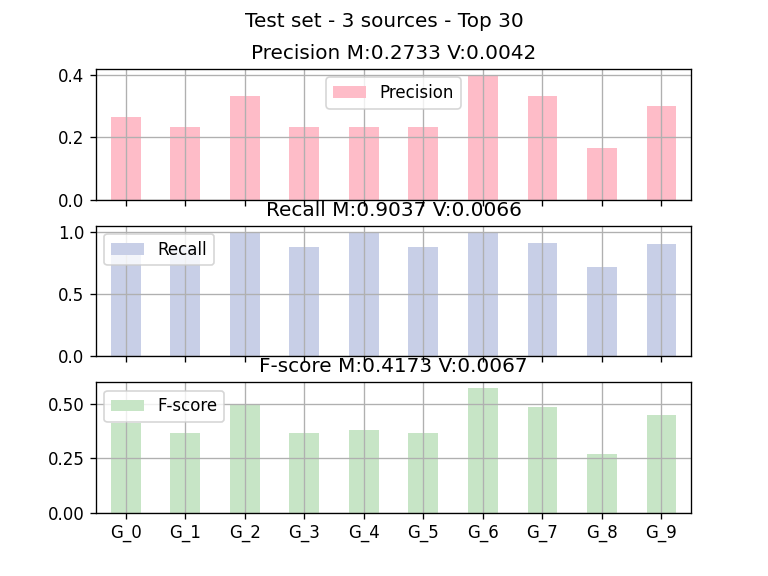 Test set - 3 sources - Top 30
Precision M:0.2733 V:0.0042
0.4
0.2
0.0
Precision
Recall M:0.9037 V:0.0066
1.0
0.5
0.0
Recall
F-score M:0.4173 V:0.0067
0.50
0.25
0.00
F-score
G_0 G_1 G_2 G_3 G_4 G_5 G_6 G_7 G_8 G_9